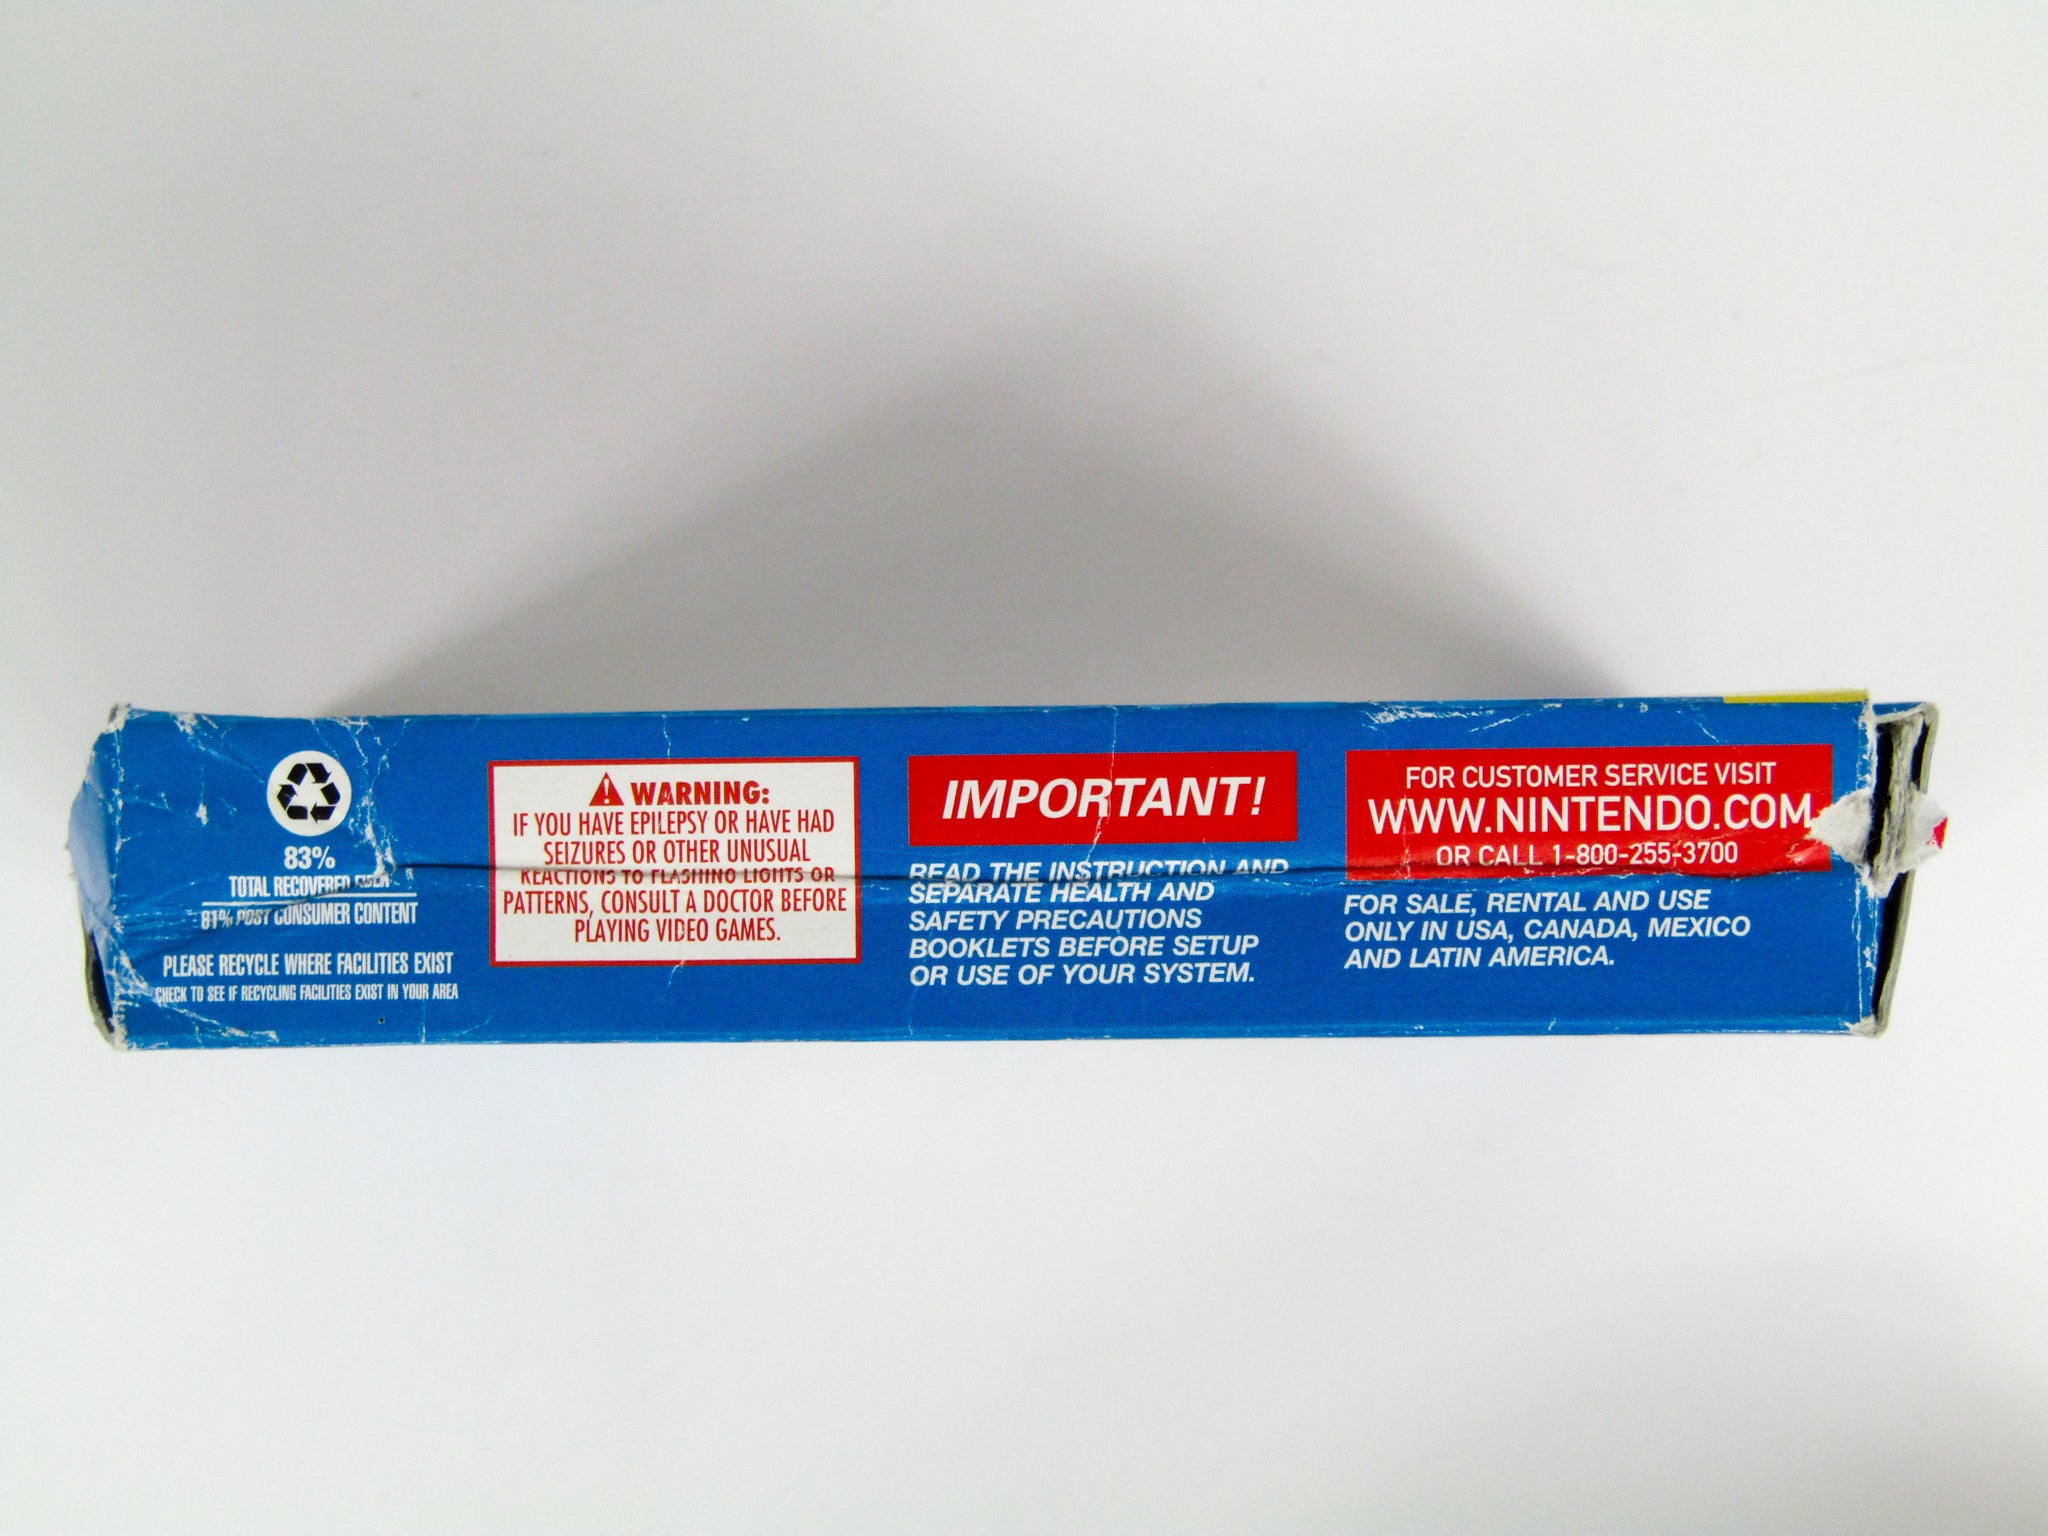 83%
TOTAL RECOVERED FIBER
81% POST CONSUMER CONTENT
PLEASE RECYCLE WHERE FACILITIES EXIST
CHECK TO SEE IF RECYCLING FACILITIES EXIST IN YOUR AREA
WARNING:
IF YOU HAVE EPILEPSY OR HAVE HAD
SEIZURES OR OTHER UNUSUAL
REACTIONS TO FLASHING LIGHTS OR
PATTERNS, CONSULT A DOCTOR BEFORE
PLAYING VIDEO GAMES.
IMPORTANT!
READ THE INSTRUCTION AND
SEPARATE HEALTH AND
SAFETY PRECAUTIONS
BOOKLETS BEFORE SETUP
OR USE OF YOUR SYSTEM.
FOR CUSTOMER SERVICE VISIT
WWW.NINTENDO.COM
OR CALL 1-800-255-3700
FOR SALE, RENTAL AND USE
ONLY IN USA, CANADA, MEXICO
AND LATIN AMERICA.